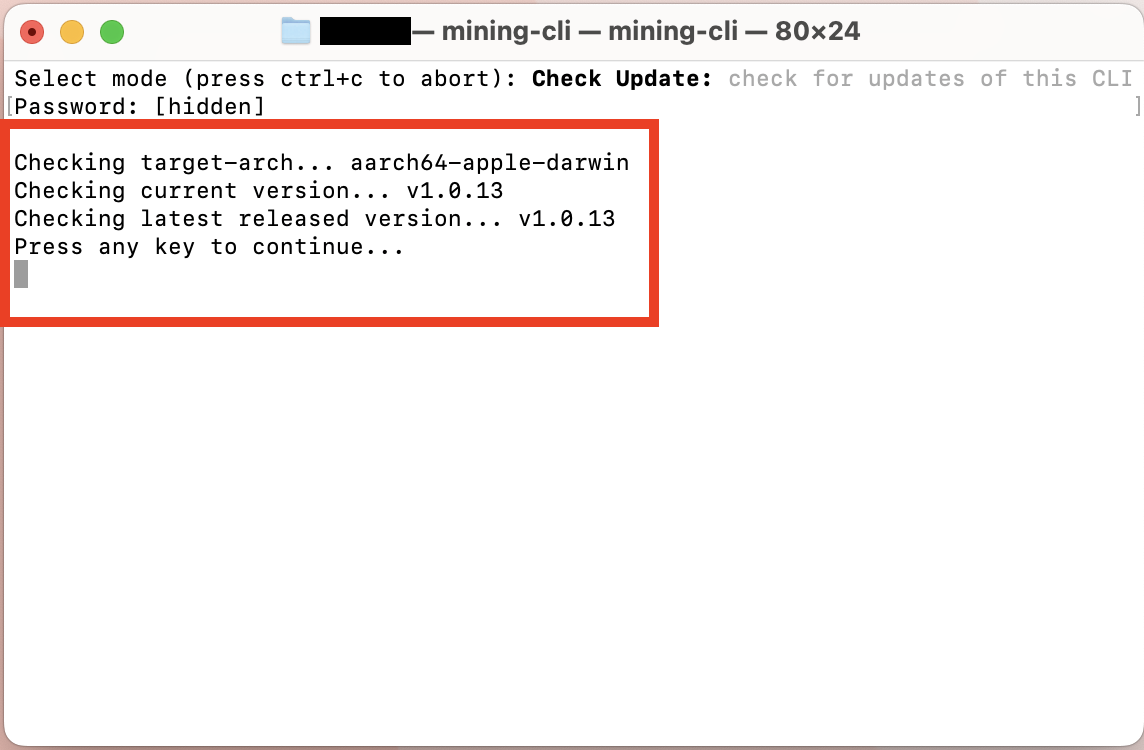 — mining-cli — mining-cli — 80×24
Select mode (press ctrl+c to abort): Check Update: check for updates of this CLI
[Password: [hidden] ]
Checking target-arch... aarch64-apple-darwin
Checking current version... v1.0.13
Checking latest released version... v1.0.13
Press any key to continue...